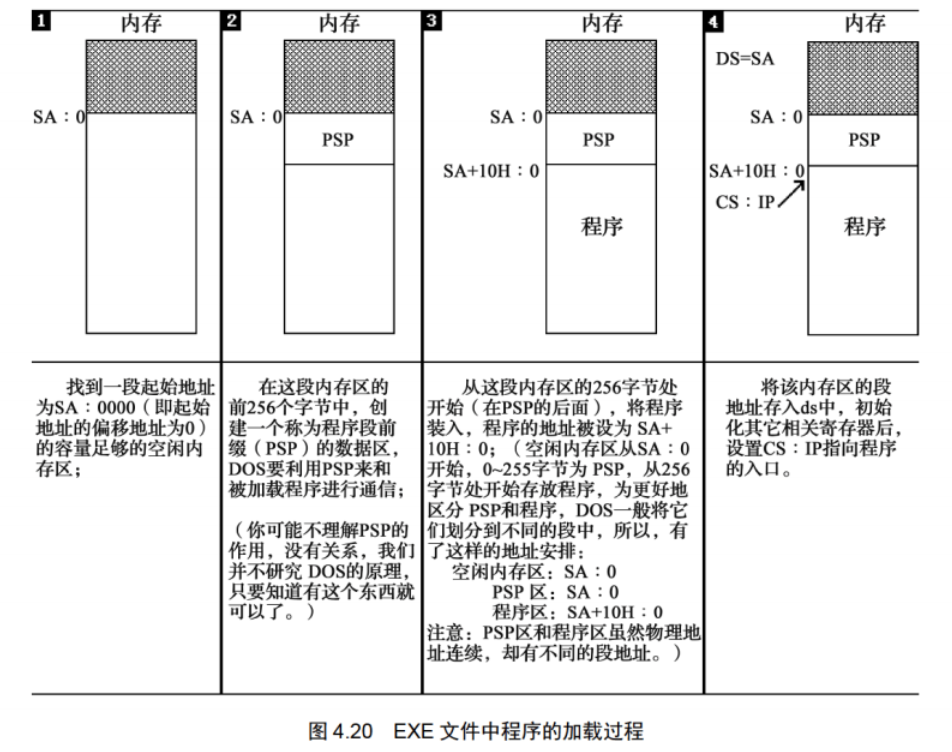 1 内存
SA：0
2 内存
SA：0
PSP
3 内存
SA：0
PSP
SA+10H：0
程序
4 内存
DS=SA
SA：0
PSP
SA+10H：0
CS：IP
程序
找到一段起始地址
为SA：0000（即起始
地址的偏移地址为0）
的容量足够的空闲内
存区；
在这段内存区的
前256个字节中，创
建一个称为程序段前
缀（PSP）的数据区，
DOS要利用PSP来和
被加载程序进行通信；
（你可能不理解PSP的
作用，没有关系，我们
并不研究 DOS的原理，
只要知道有这个东西就
可以了。）
从这段内存区的256字节处
开始（在PSP的后面），将程序
装入，程序的地址被设为 SA+
10H：0；（空闲内存区从SA：0
开始，0~255字节为 PSP，从256
字节处开始存放程序，为更好地
区分 PSP和程序，DOS一般将它
们划分到不同的段中，所以，有
了这样的地址安排：
空闲内存区：SA：0
PSP 区：SA：0
程序区：SA+10H：0
注意：PSP区和程序区虽然物理地
址连续，却有不同的段地址。）
将该内存区的段
地址存入ds中，初始
化其它相关寄存器后，
设置CS：IP指向程序
的入口。
图 4.20 EXE 文件中程序的加载过程